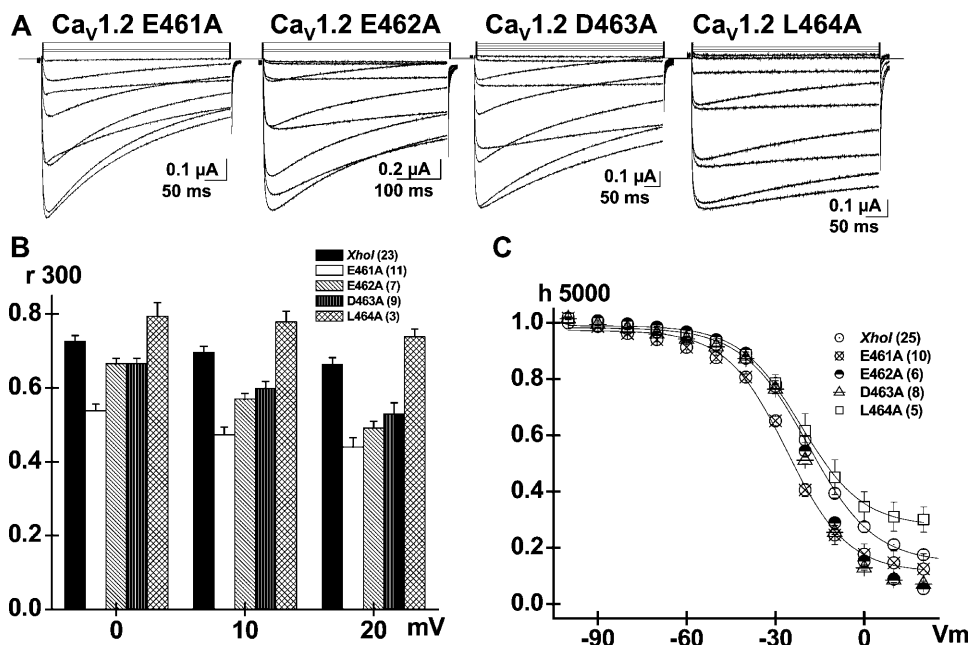 A
CaV1.2 E461A
CaV1.2 E462A
CaV1.2 D463A
CaV1.2 L464A
0.1 µA
50 ms
0.2 µA
100 ms
0.1 µA
50 ms
0.1 µA
50 ms
B
r 300
XhoI (23)
E461A (11)
E462A (7)
D463A (9)
L464A (3)
0.8
0.6
0.4
0.2
0.0
0
10
20
mV
C
h 5000
XhoI (25)
E461A (10)
E462A (6)
D463A (8)
L464A (5)
1.0
0.8
0.6
0.4
0.2
0.0
-90
-60
-30
0
Vm